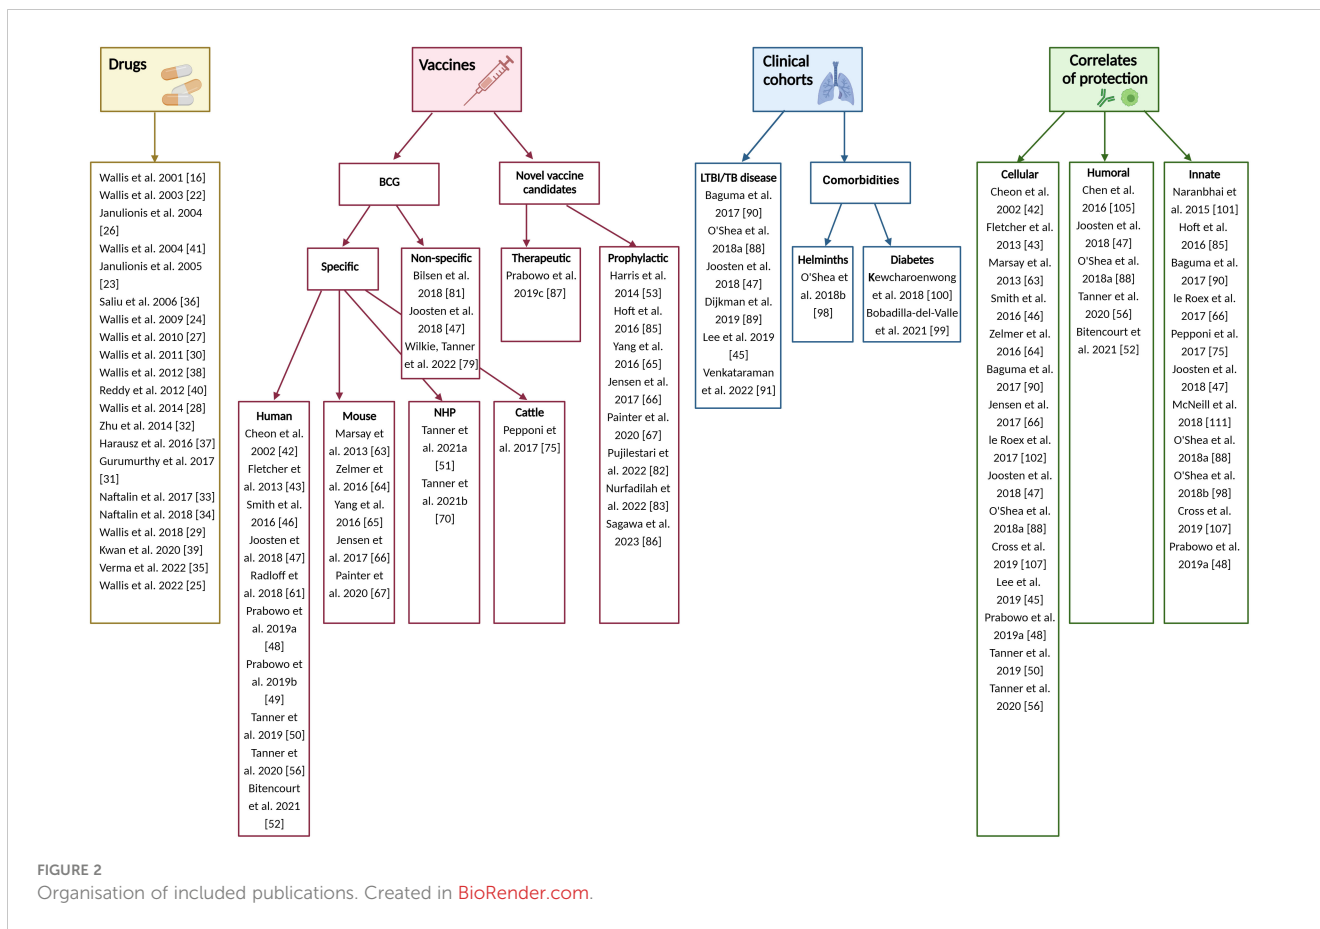 Drugs
Wallis et al. 2001 [16]
Wallis et al. 2003 [22]
Janulionis et al. 2004
[26]
Wallis et al. 2004 [41]
Janulionis et al. 2005
[23]
Saliu et al. 2006 [36]
Wallis et al. 2009 [24]
Wallis et al. 2010 [27]
Wallis et al. 2011 [30]
Wallis et al. 2012 [38]
Reddy et al. 2012 [40]
Wallis et al. 2014 [28]
Zhu et al. 2014 [32]
Harausz et al. 2016 [37]
Gurumurthy et al. 2017
[31]
Naftalin et al. 2017 [33]
Naftalin et al. 2018 [34]
Wallis et al. 2018 [29]
Kwan et al. 2020 [39]
Verma et al. 2022 [35]
Wallis et al. 2022 [25]
Vaccines
BCG
Specific
Human
Cheon et al.
2002 [42]
Fletcher et
al. 2013 [43]
Smith et al.
2016 [46]
Joosten et
al. 2018 [47]
Radloff et
al. 2018 [61]
Prabowo et
al. 2019a
[48]
Prabowo et
al. 2019b
[49]
Tanner et
al. 2019 [50]
Tanner et
al. 2020 [56]
Bitencourt
et al. 2021
[52]
Mouse
Marsay et
al. 2013 [63]
Zelmer et
al. 2016 [64]
Yang et al.
2016 [65]
Jensen et
al. 2017 [66]
Painter et
al. 2020 [67]
NHP
Tanner et
al. 2021a
[51]
Tanner et
al. 2021b
[70]
Cattle
Pepponi et
al. 2017 [75]
Non-specific
Bilsen et al.
2018 [81]
Joosten et al.
2018 [47]
Wilkie, Tanner
et al. 2022 [79]
Novel vaccine
candidates
Therapeutic
Prabowo et al.
2019c [87]
Prophylactic
Harris et al.
2014 [53]
Hoft et al.
2016 [85]
Yang et al.
2016 [65]
Jensen et al.
2017 [66]
Painter et al.
2020 [67]
Pujilestari et
al. 2022 [82]
Nurfadilah et
al. 2022 [83]
Sagawa et al.
2023 [86]
Clinical
cohorts
LTBI/TB disease
Baguma et al.
2017 [90]
O'Shea et al.
2018a [88]
Joosten et al.
2018 [47]
Dijkman et al.
2019 [89]
Lee et al. 2019
[45]
Venkataraman
et al. 2022 [91]
Comorbidities
Helminths
O'Shea et
al. 2018b
[98]
Diabetes
Kewcharoenwong
et al. 2018 [100]
Bobadilla-del-Valle
et al. 2021 [99]
Correlates
of protection
Cellular
Cheon et al.
2002 [42]
Fletcher et al.
2013 [43]
Marsay et al.
2013 [63]
Smith et al.
2016 [46]
Zelmer et al.
2016 [64]
Baguma et al.
2017 [90]
Jensen et al.
2017 [66]
le Roex et al.
2017 [102]
Joosten et al.
2018 [47]
O'Shea et al.
2018a [88]
Cross et al.
2019 [107]
Lee et al.
2019 [45]
Prabowo et al.
2019a [48]
Tanner et al.
2019 [50]
Tanner et al.
2020 [56]
Humoral
Chen et al.
2016 [105]
Joosten et al.
2018 [47]
O'Shea et al.
2018a [88]
Tanner et al.
2020 [56]
Bitencourt et
al. 2021 [52]
Innate
Naranbhai et
al. 2015 [101]
Hoft et al.
2016 [85]
Baguma et al.
2017 [90]
le Roex et al.
2017 [66]
Pepponi et al.
2017 [75]
Joosten et al.
2018 [47]
McNeill et al.
2018 [111]
O'Shea et al.
2018a [88]
O'Shea et al.
2018b [98]
Cross et al.
2019 [107]
Prabowo et al.
2019a [48]
FIGURE 2
Organisation of included publications. Created in BioRender.com.